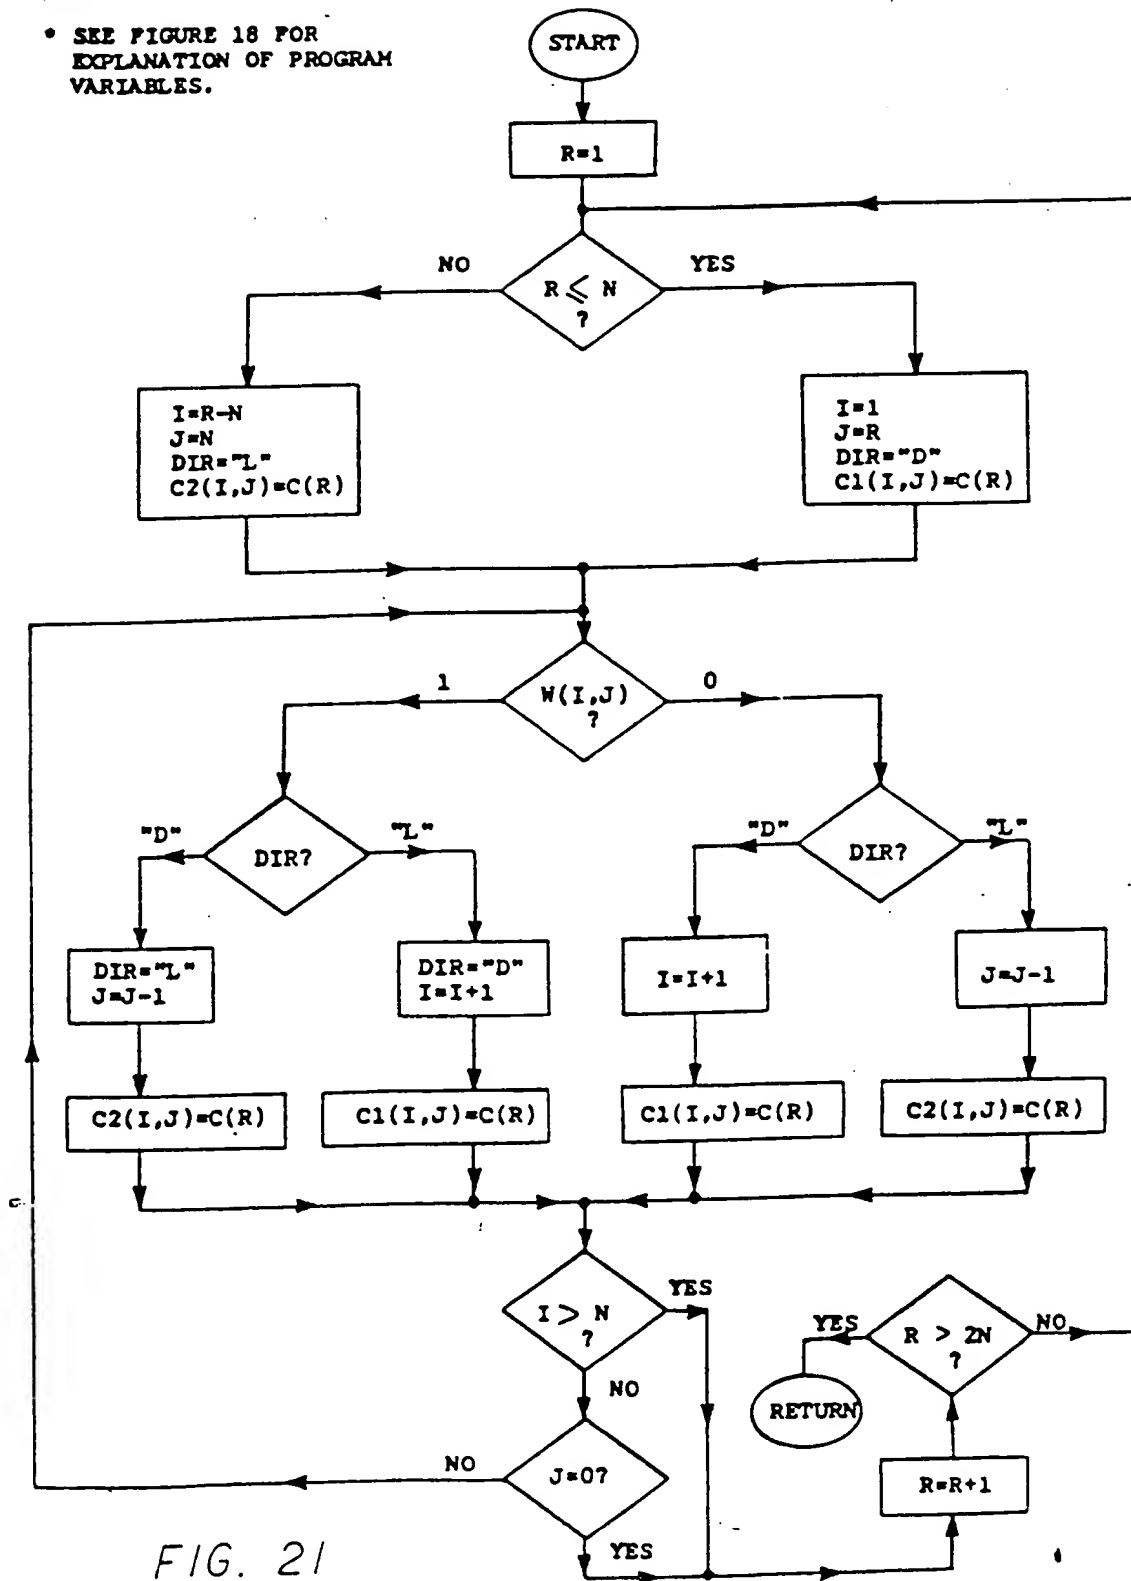 * SEE FIGURE 18 FOR
EXPLANATION OF PROGRAM
VARIABLES.
START
R=1
NO
R ≤ N
?
YES
I=R-N
J=N
DIR="L"
C2(I,J)=C(R)
I=1
J=R
DIR="D"
C1(I,J)=C(R)
1
W(I,J)
?
0
"D"
DIR?
"L"
"D"
DIR?
"L"
DIR="L"
J=J-1
DIR="D"
I=I+1
I=I+1
J=J-1
C2(I,J)=C(R)
C1(I,J)=C(R)
C1(I,J)=C(R)
C2(I,J)=C(R)
I > N
?
YES
NO
YES
R > 2N
?
NO
RETURN
NO
J=0?
YES
R=R+1
FIG. 21